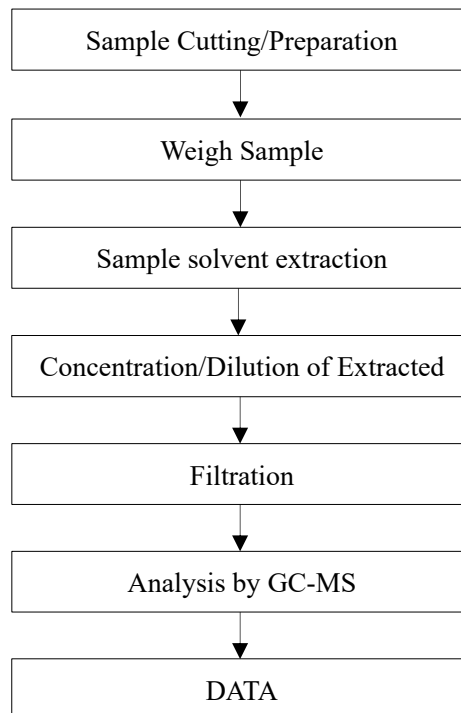 Sample Cutting/Preparation
Weigh Sample
Sample solvent extraction
Concentration/Dilution of Extracted
Filtration
Analysis by GC-MS
DATA